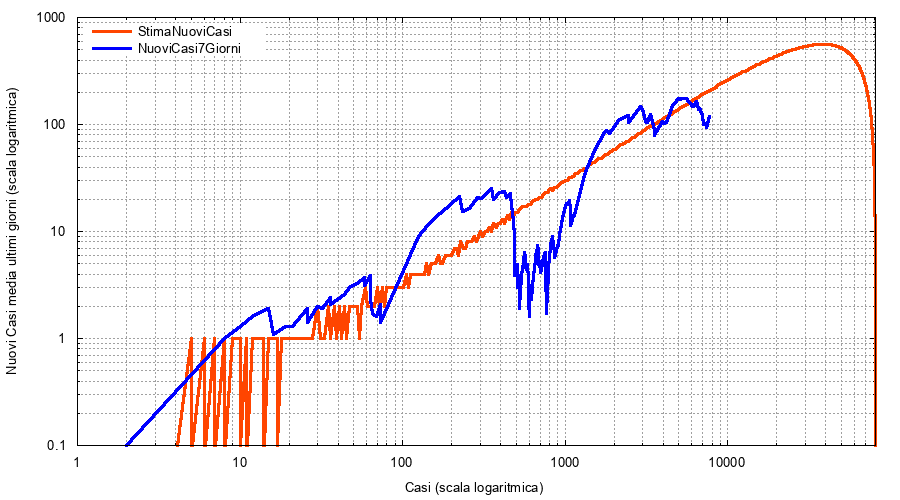 StimaNuoviCasi
NuoviCasi7Giorni
Nuovi Casi media ultimi giorni (scala logaritmica)
1000
100
10
1
0.1
1 10 100 1000 10000
Casi (scala logaritmica)